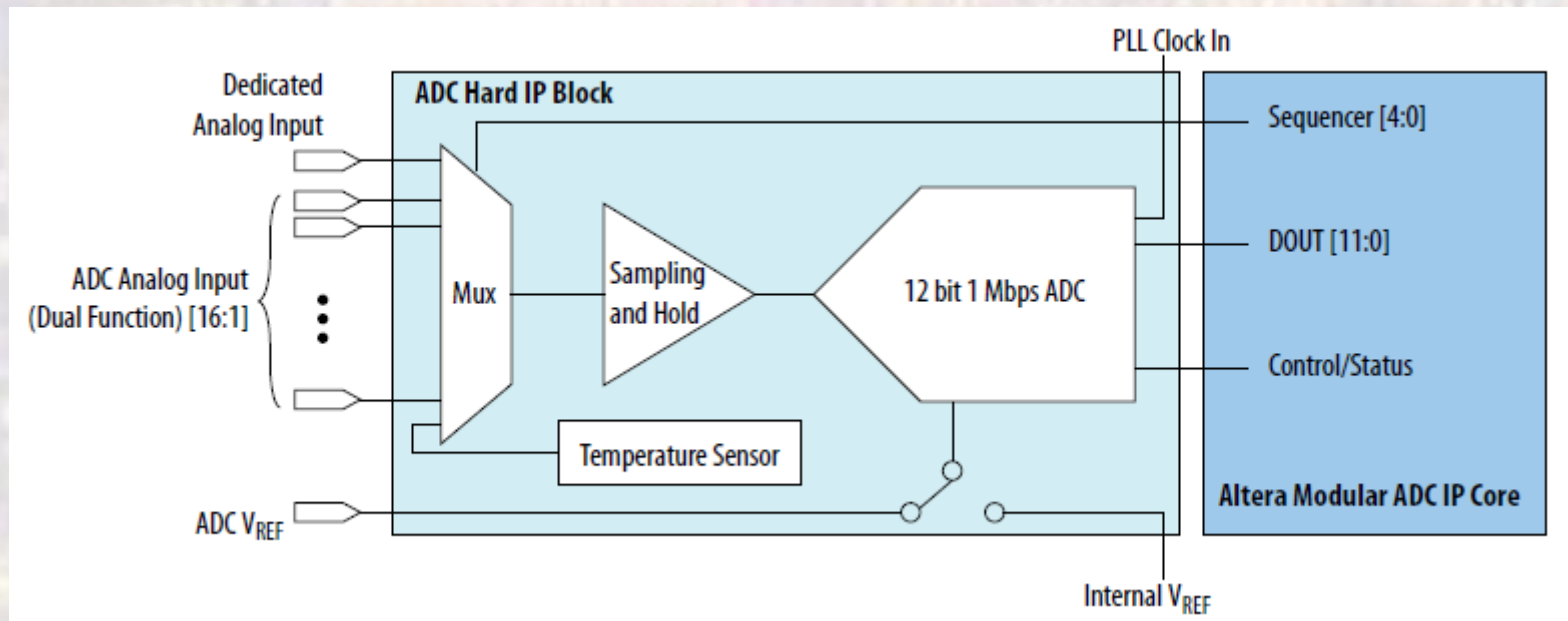 PLL Clock In
Dedicated
Analog Input
ADC Hard IP Block
Sequencer [4:0]
ADC Analog Input
(Dual Function) [16:1]
Mux
Sampling
and Hold
12 bit 1 Mbps ADC
DOUT [11:0]
Control/Status
Temperature Sensor
ADC VREF
Altera Modular ADC IP Core
Internal VREF